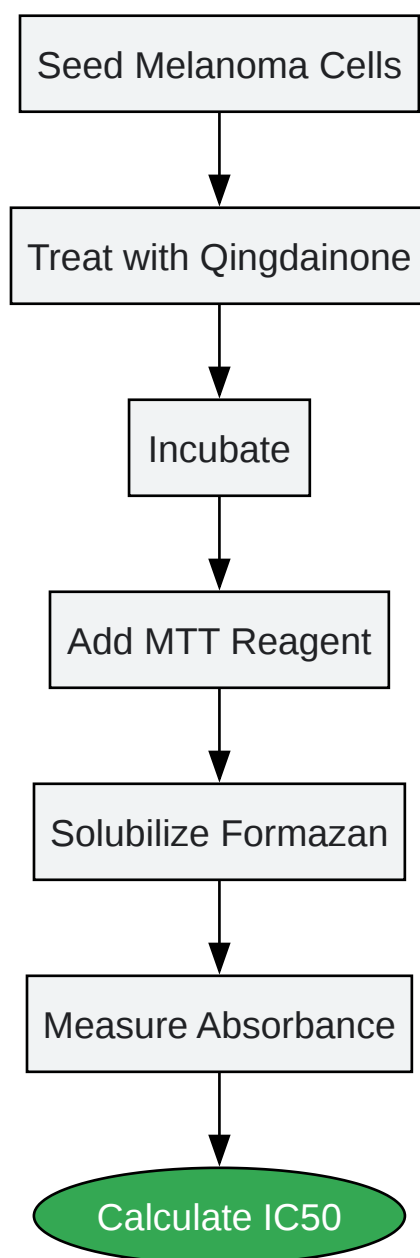 Seed Melanoma Cells
Treat with Qingdainone
Incubate
Add MTT Reagent
Solubilize Formazan
Measure Absorbance
Calculate IC50